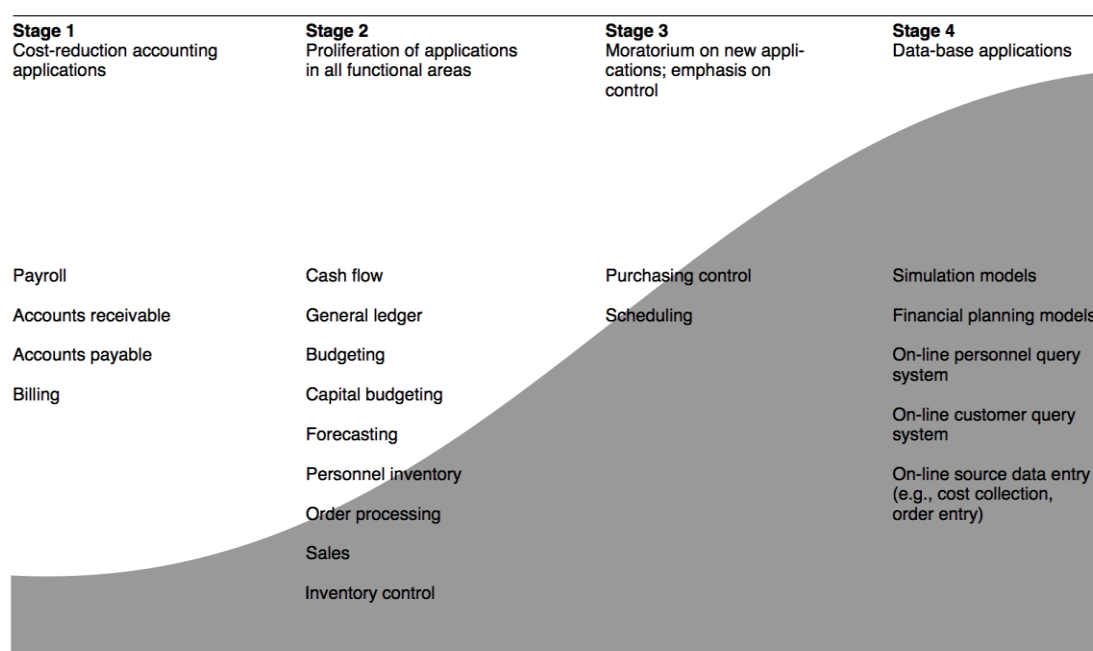 Stage 1
Cost-reduction accounting
applications
Stage 2
Proliferation of applications
in all functional areas
Stage 3
Moratorium on new appli-
cations; emphasis on
control
Stage 4
Data-base applications
Payroll
Accounts receivable
Accounts payable
Billing
Cash flow
General ledger
Budgeting
Capital budgeting
Forecasting
Personnel inventory
Order processing
Sales
Inventory control
Purchasing control
Scheduling
Simulation models
Financial planning models
On-line personnel query
system
On-line customer query
system
On-line source data entry
(e.g., cost collection,
order entry)